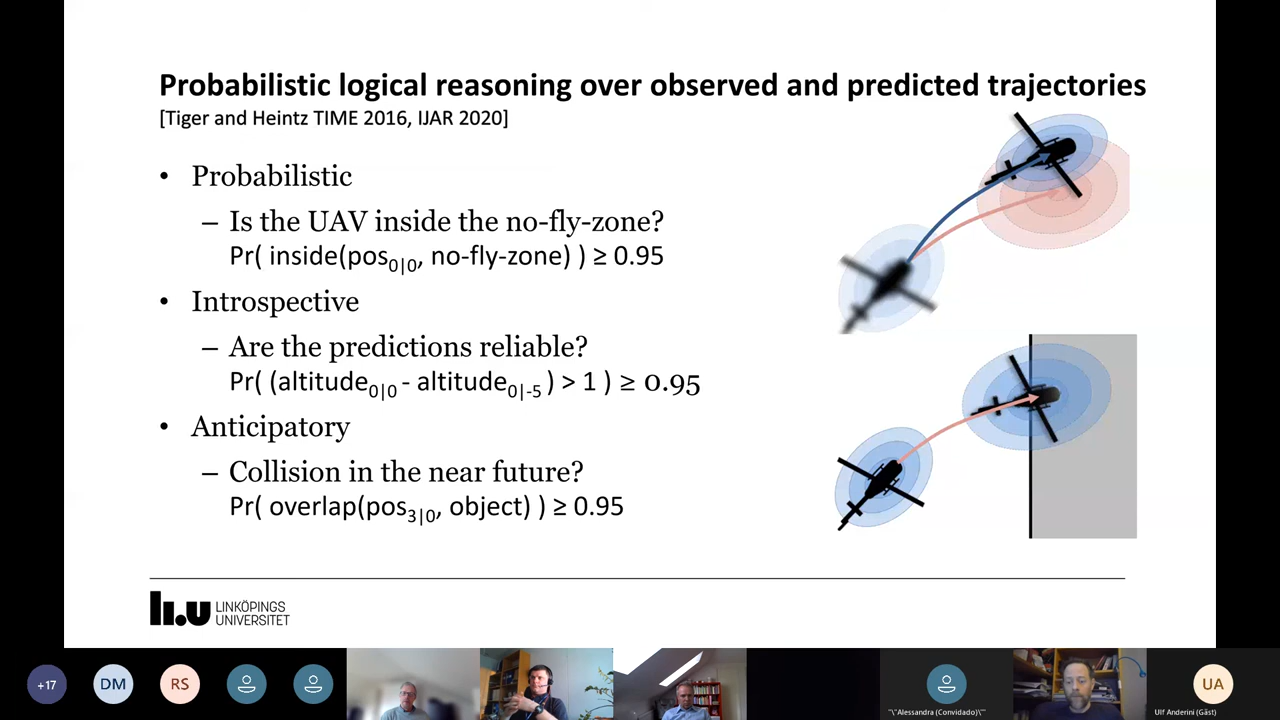 Probabilistic logical reasoning over observed and predicted trajectories
[Tiger and Heintz TIME 2016, IJAR 2020]
• Probabilistic
– Is the UAV inside the no-fly-zone?
Pr( inside(pos0|0, no-fly-zone) ) ≥ 0.95
• Introspective
– Are the predictions reliable?
Pr( (altitude0|0 - altitude0|-5 ) > 1 ) ≥ 0.95
• Anticipatory
– Collision in the near future?
Pr( overlap(pos3|0, object) ) ≥ 0.95
li.u LINKÖPINGS
UNIVERSITET
+17
DM
RS
UA
"\"Alessandra (Convidado)\""
Ulf Anderini (Gäst)